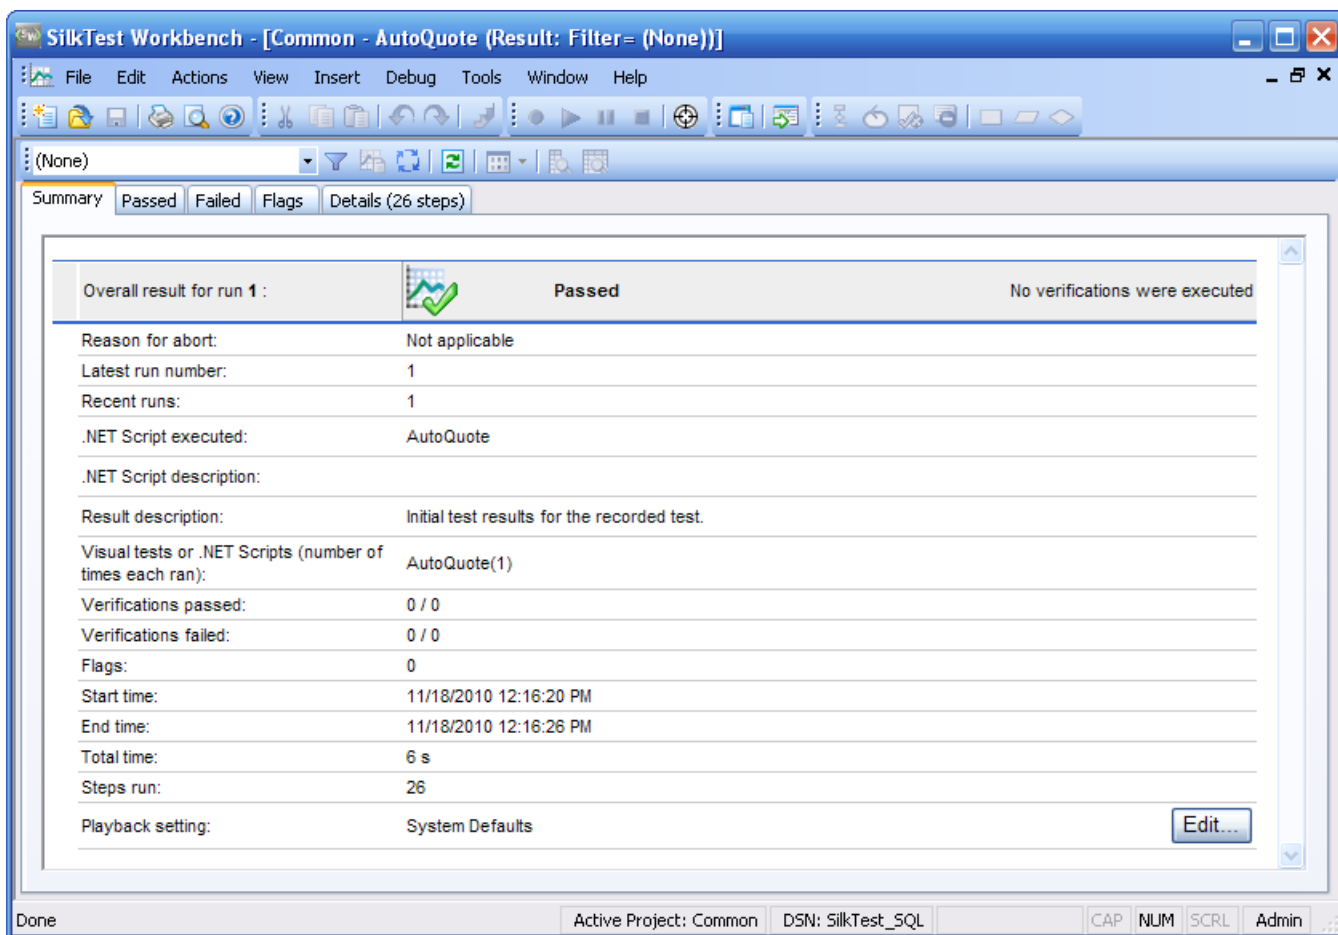 SilkTest Workbench - [Common - AutoQuote (Result: Filter= (None))]
File Edit Actions View Insert Debug Tools Window Help
(None)
Summary Passed Failed Flags Details (26 steps)
Overall result for run 1 : Passed No verifications were executed
Reason for abort: Not applicable
Latest run number: 1
Recent runs: 1
.NET Script executed: AutoQuote
.NET Script description:
Result description: Initial test results for the recorded test.
Visual tests or .NET Scripts (number of
times each ran): AutoQuote(1)
Verifications passed: 0 / 0
Verifications failed: 0 / 0
Flags: 0
Start time: 11/18/2010 12:16:20 PM
End time: 11/18/2010 12:16:26 PM
Total time: 6 s
Steps run: 26
Playback setting: System Defaults Edit...
Done Active Project: Common DSN: SilkTest_SQL CAP NUM SCRL Admin